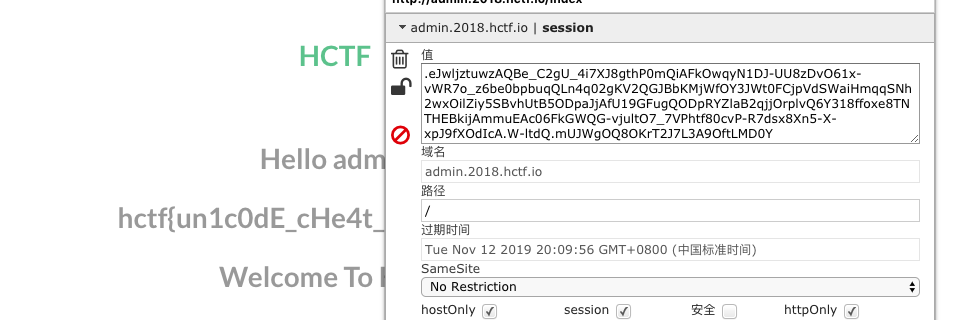 http://admin.2018.hctf.io/index
admin.2018.hctf.io | session
HCTF
值
.eJwljztuwzAQBe_C2gU_4i7XJ8gthP0mQiAFkOwqyN1DJ-UU8zDvO61x-
vWR7o_z6be0bpbuqQLn4q02gKV2QGJBbKMjWfOY3JWt0FCjpVdSWaiHmqqSNh
2wxOilZiy5SBvhUtB5ODpaJjAfU19GFugQODpRYZlaB2qjjOrplvQ6Y318ffoxe8TN
THEBkijAmmuEAc06FkGWQG-vjultO7_7VPhtf80cvP-R7dsx8Xn5-X-
xpJ9fXOdIcA.W-ltdQ.mUJWgOQ8OKrT2J7L3A9OftLMD0Y
域名
Hello adm
admin.2018.hctf.io
路径
/
hctf{un1c0dE_cHe4t_
过期时间
Tue Nov 12 2019 20:09:56 GMT+0800 (中国标准时间)
SameSite
Welcome To
No Restriction
hostOnly
session
安全
httpOnly